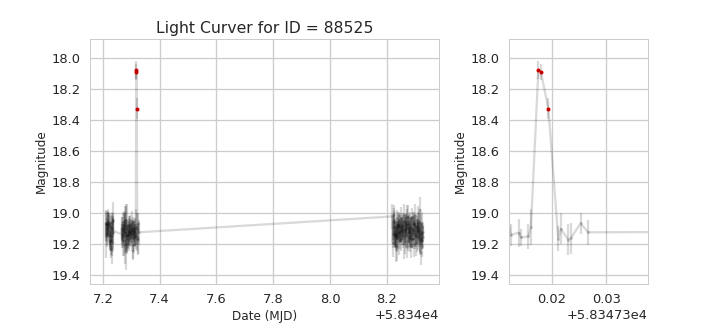 Light Curver for ID = 88525
Magnitude
18.0
18.2
18.4
18.6
18.8
19.0
19.2
19.4
7.2 7.4 7.6 7.8 8.0 8.2
Date (MJD)
+5.834e4
Magnitude
18.0
18.2
18.4
18.6
18.8
19.0
19.2
19.4
0.02 0.03
+5.83473e4